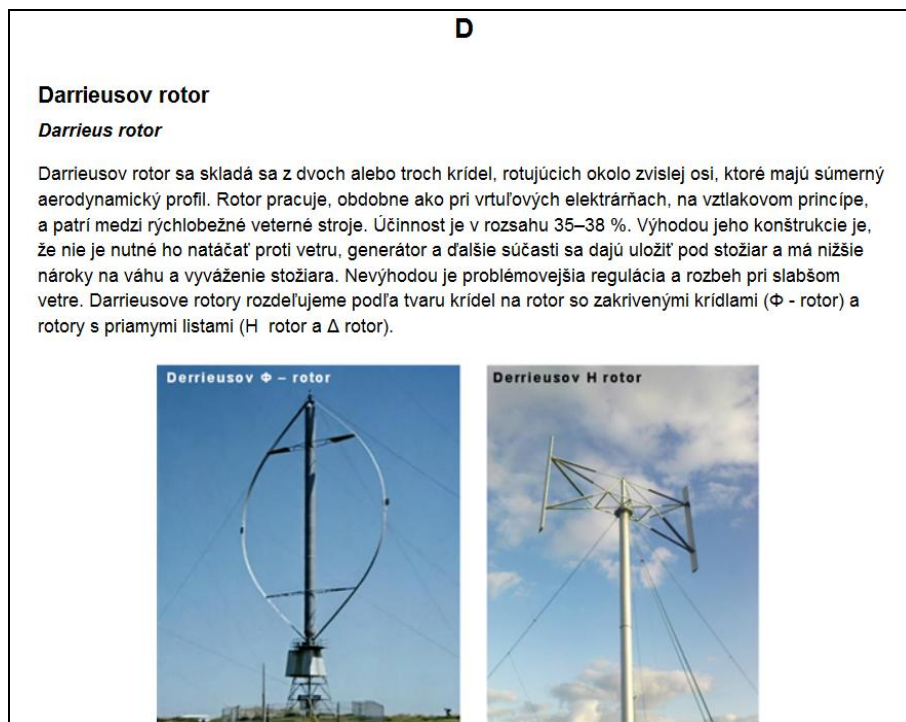 D
Darrieusov rotor
Darrieus rotor
Darrieusov rotor sa skladá sa z dvoch alebo troch krídel, rotujúcich okolo zvislej osi, ktoré majú súmerný
aerodynamický profil. Rotor pracuje, obdobne ako pri vrtuľových elektrárňach, na vztlakovom princípe,
a patrí medzi rýchlobežné veterné stroje. Účinnost je v rozsahu 35–38 %. Výhodou jeho konštrukcie je,
že nie je nutné ho natáčať proti vetru, generátor a ďalšie súčasti sa dajú uložiť pod stožiar a má nižšie
nároky na váhu a vyváženie stožiara. Nevýhodou je problémovejšia regulácia a rozbeh pri slabšom
vetre. Darrieusove rotory rozdeľujeme podľa tvaru krídel na rotor so zakrivenými krídlami (Φ - rotor) a
rotory s priamymi listami (H  rotor a Δ rotor).
Derrieusov Φ – rotor
Derrieusov H rotor